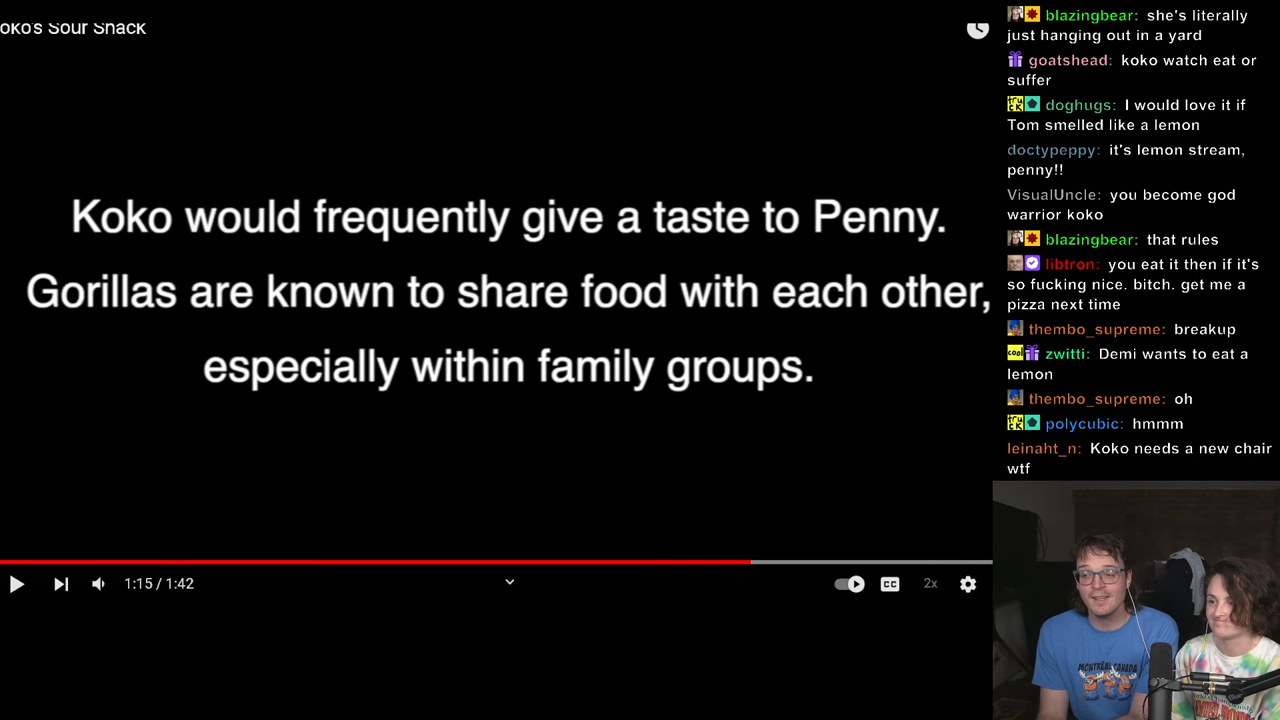 oko's Sour Snack
Koko would frequently give a taste to Penny.
Gorillas are known to share food with each other,
especially within family groups.
1:15 / 1:42
CC
2x
blazingbear: she's literally
just hanging out in a yard
goatshead: koko watch eat or
suffer
doghugs: I would love it if
Tom smelled like a lemon
doctypeppy: it's lemon stream,
penny!!
VisualUncle: you become god
warrior koko
blazingbear: that rules
libtron: you eat it then if it's
so fucking nice. bitch. get me a
pizza next time
thembo_supreme: breakup
COOL zwitti: Demi wants to eat a
lemon
thembo_supreme: oh
polycubic: hmmm
leinaht_n: Koko needs a new chair
wtf
MONTREAL CANADA